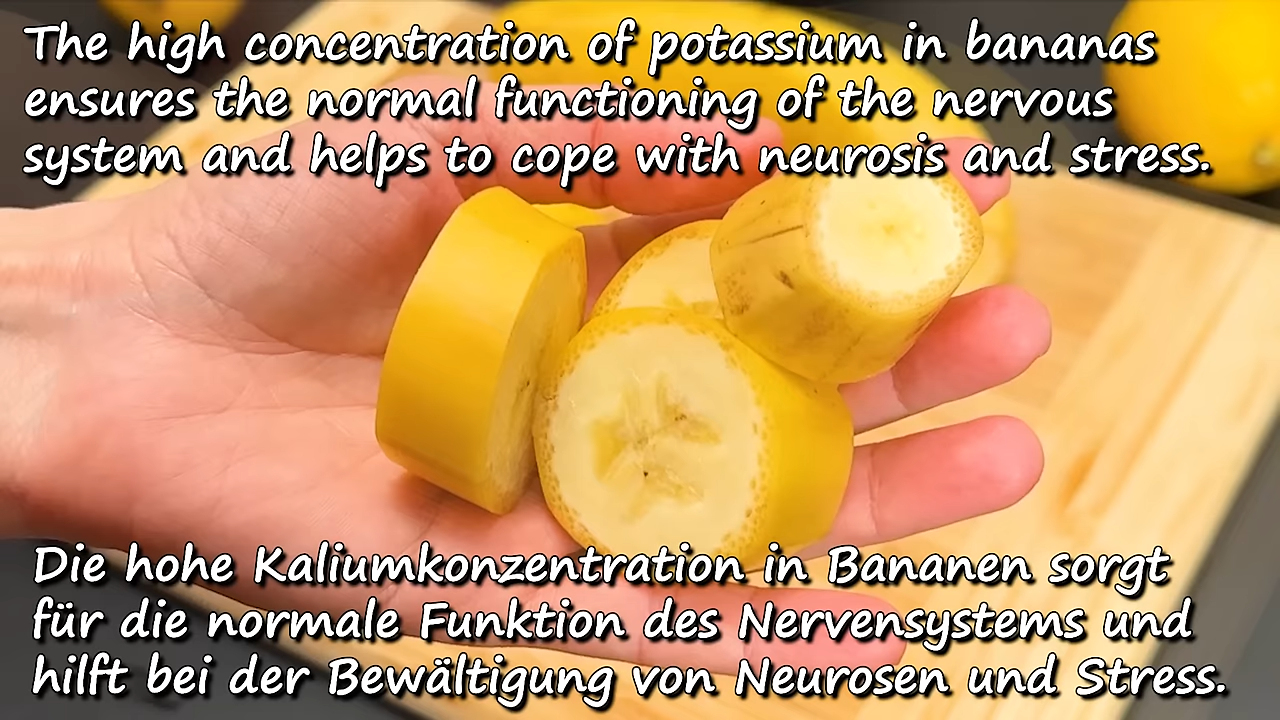 The high concentration of potassium in bananas
ensures the normal functioning of the nervous
system and helps to cope with neurosis and stress.
Die hohe Kaliumkonzentration in Bananen sorgt
für die normale Funktion des Nervensystems und
hilft bei der Bewältigung von Neurosen und Stress.